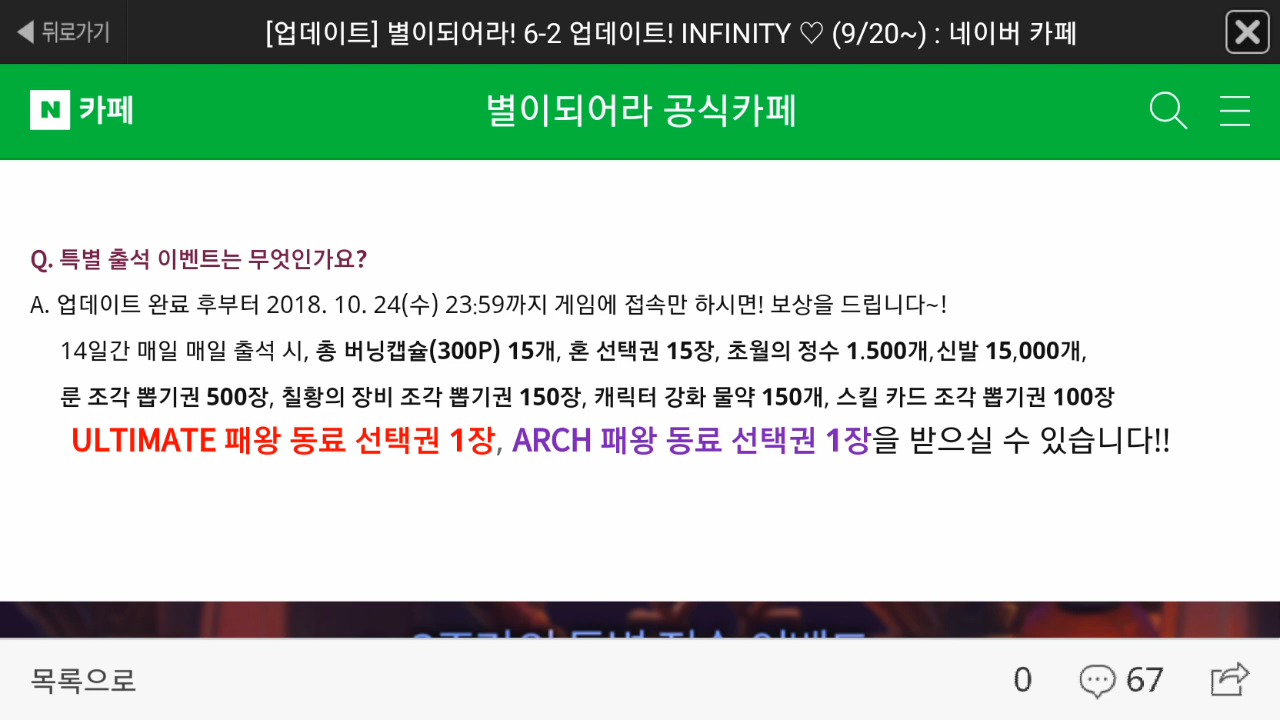 뒤로가기
[업데이트] 별이되어라! 6-2 업데이트! INFINITY ♡ (9/20~) : 네이버 카페
N 카페
별이되어라 공식카페
Q. 특별 출석 이벤트는 무엇인가요?
A. 업데이트 완료 후부터 2018. 10. 24(수) 23:59까지 게임에 접속만 하시면! 보상을 드립니다~!
14일간 매일 매일 출석 시, 총 버닝캡슐(300P) 15개, 혼 선택권 15장, 초월의 정수 1.500개,신발 15,000개,
룬 조각 뽑기권 500장, 칠황의 장비 조각 뽑기권 150장, 캐릭터 강화 물약 150개, 스킬 카드 조각 뽑기권 100장
ULTIMATE 패왕 동료 선택권 1장, ARCH 패왕 동료 선택권 1장을 받으실 수 있습니다!!
목록으로
0
67